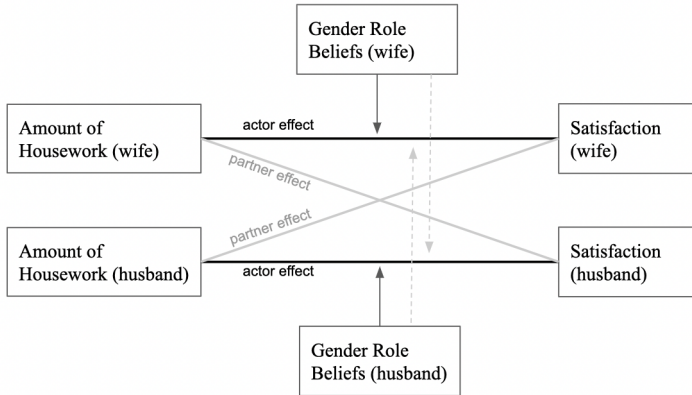 Gender Role
Beliefs (wife)
Amount of
Housework (wife)
actor effect
Satisfaction
(wife)
partner effect
partner effect
Amount of
Housework (husband)
actor effect
Satisfaction
(husband)
Gender Role
Beliefs (husband)